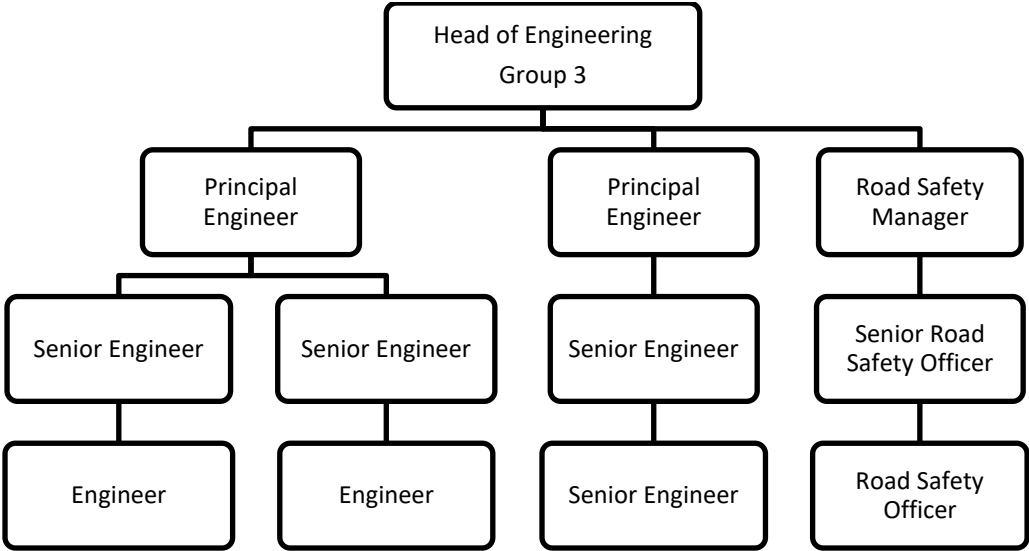 Head of Engineering
Group 3
Principal
Engineer
Principal
Engineer
Road Safety
Manager
Senior Engineer
Senior Engineer
Senior Engineer
Senior Road
Safety Officer
Engineer
Engineer
Senior Engineer
Road Safety
Officer